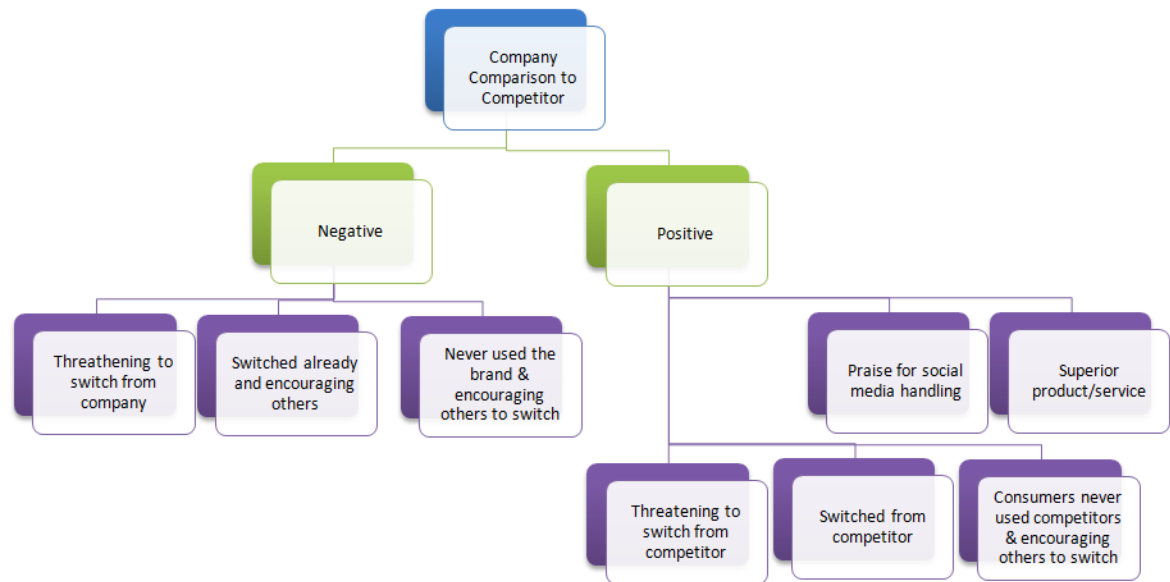 Company
Comparison to
Competitor
Negative
Positive
Threathening to
switch from
company
Switched already
and encouraging
others
Never used the
brand &
encouraging
others to switch
Praise for social
media handling
Superior
product/service
Threatening to
switch from
competitor
Switched from
competitor
Consumers never
used competitors
& encouraging
others to switch